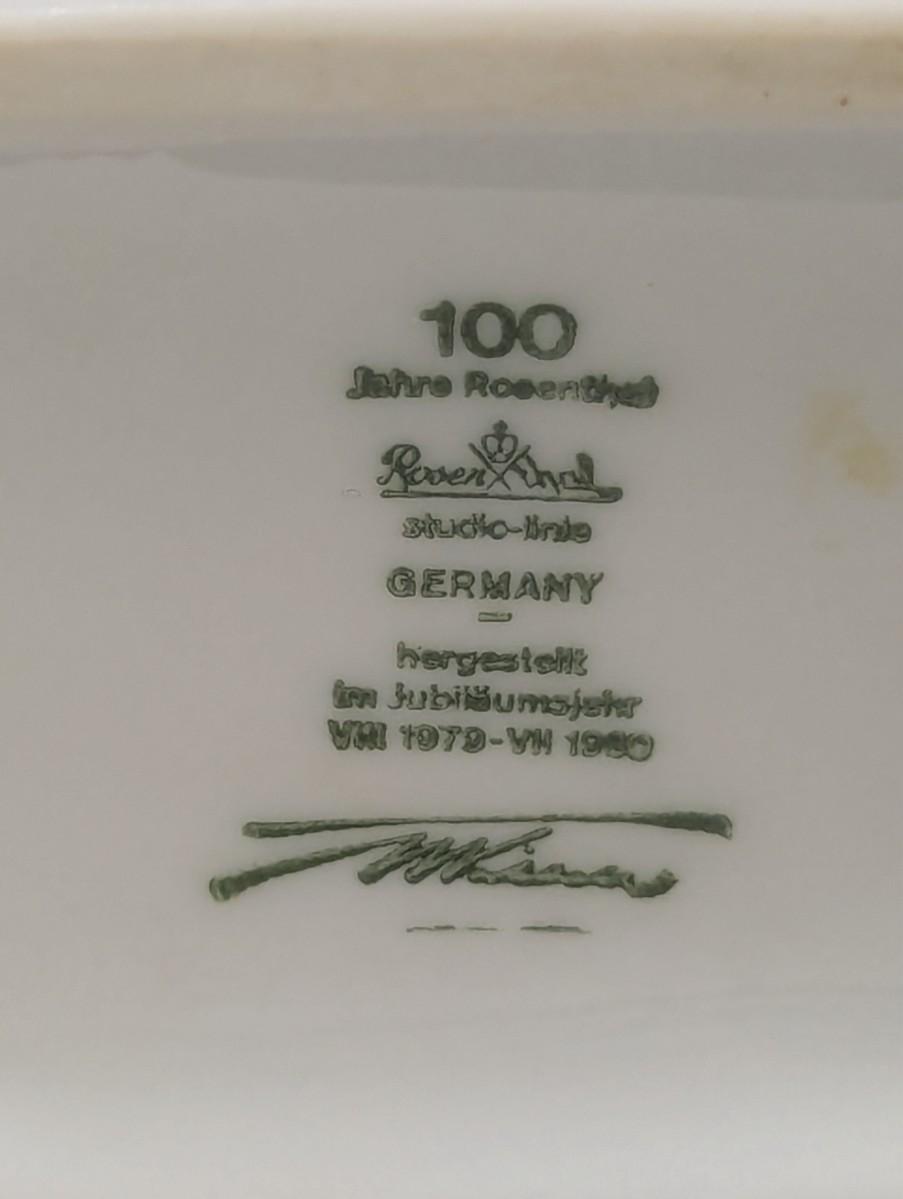 100
Jahre Rosenthal
Rosenthal
studio-linie
GERMANY
hergestellt
im Jubiläumsjahr
VIII 1979-VII 1980